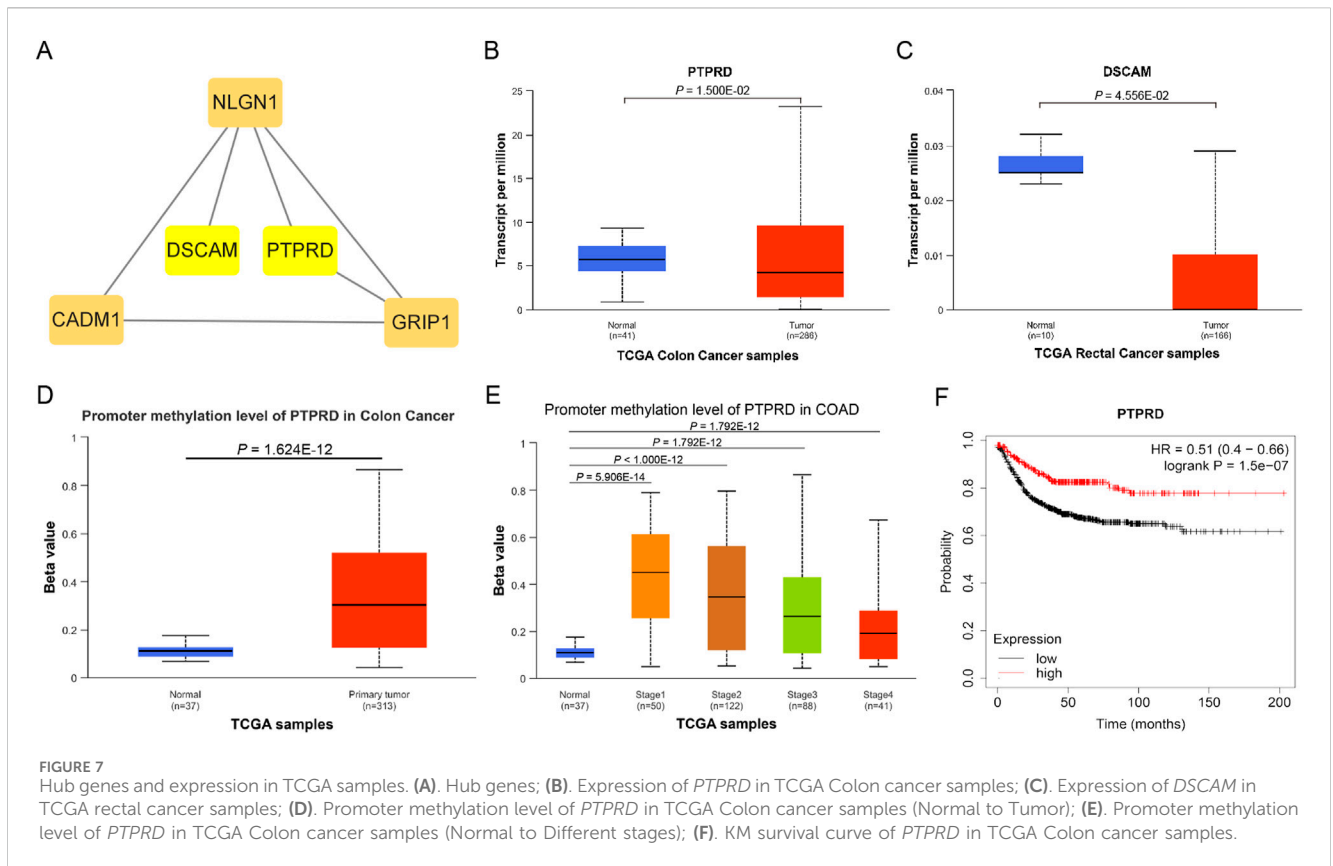 A
NLGN1
DSCAM
PTPRD
CADM1
GRIP1
B
PTPRD
P = 1.500E-02
Transcript per million
25
20
15
10
5
0
Normal
(n=41)
Tumor
(n=286)
TCGA Colon Cancer samples
C
DSCAM
P = 4.556E-02
Transcript per million
0.04
0.03
0.02
0.01
0
Normal
(n=10)
Tumor
(n=166)
TCGA Rectal Cancer samples
D
Promoter methylation level of PTPRD in Colon Cancer
P = 1.624E-12
Beta value
1
0.8
0.6
0.4
0.2
0
Normal
(n=37)
Primary tumor
(n=313)
TCGA samples
E
Promoter methylation level of PTPRD in COAD
P = 1.792E-12
P = 1.792E-12
P < 1.000E-12
P = 5.906E-14
Beta value
1
0.8
0.6
0.4
0.2
0
Normal
(n=37)
Stage1
(n=50)
Stage2
(n=122)
Stage3
(n=88)
Stage4
(n=41)
TCGA samples
F
PTPRD
HR = 0.51 (0.4 − 0.66)
logrank P = 1.5e−07
Probability
1.0
0.8
0.6
0.4
0.2
0.0
Expression
low
high
0
50
100
150
200
Time (months)
FIGURE 7
Hub genes and expression in TCGA samples. (A). Hub genes; (B). Expression of PTPRD in TCGA Colon cancer samples; (C). Expression of DSCAM in
TCGA rectal cancer samples; (D). Promoter methylation level of PTPRD in TCGA Colon cancer samples (Normal to Tumor); (E). Promoter methylation
level of PTPRD in TCGA Colon cancer samples (Normal to Different stages); (F). KM survival curve of PTPRD in TCGA Colon cancer samples.